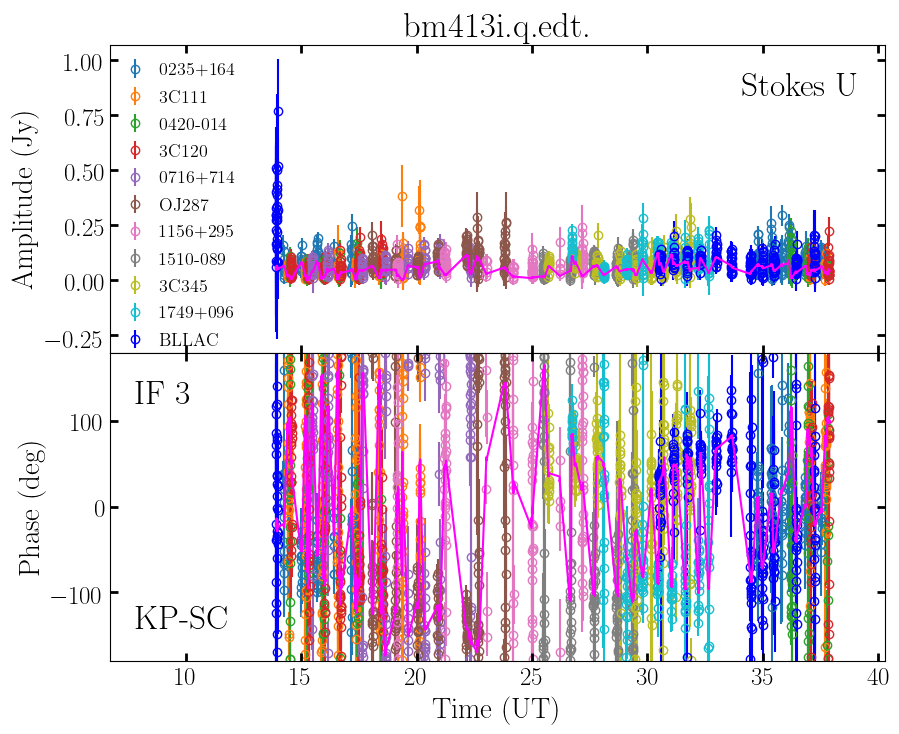 bm413i.q.edt.
Stokes U
Amplitude (Jy)
1.00
0.75
0.50
0.25
0.00
−0.25
0235+164
3C111
0420-014
3C120
0716+714
OJ287
1156+295
1510-089
3C345
1749+096
BLLAC
IF 3
KP-SC
Phase (deg)
100
0
−100
10 15 20 25 30 35 40
Time (UT)